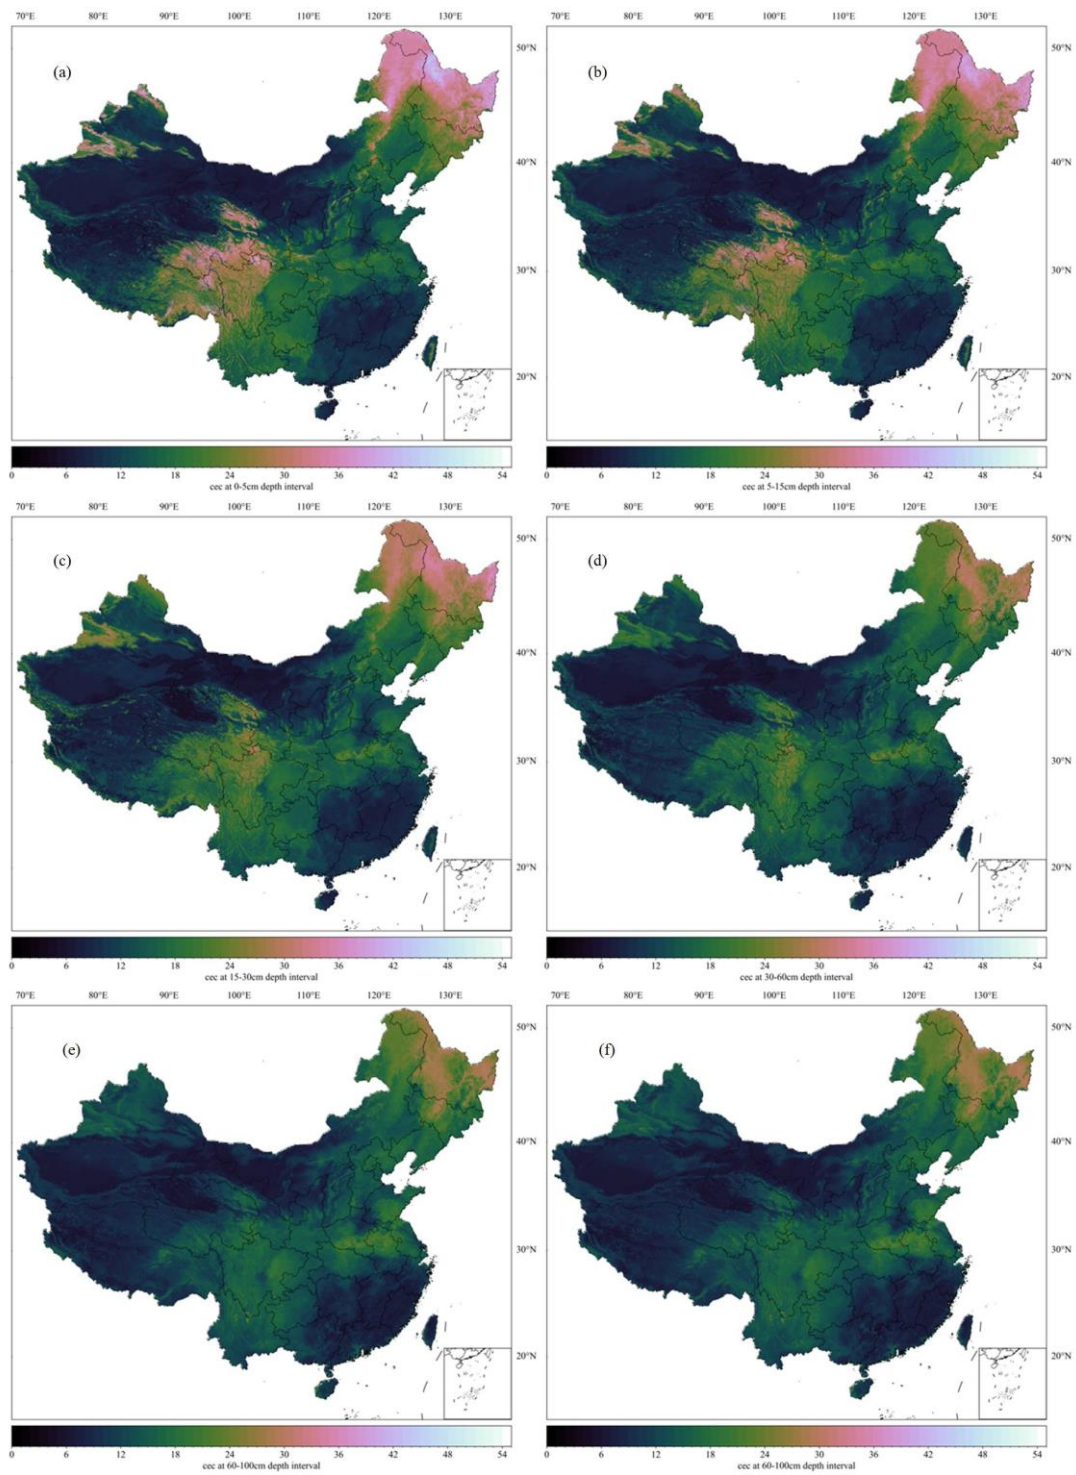 70°E 80°E 90°E 100°E 110°E 120°E 130°E 70°E 80°E 90°E 100°E 110°E 120°E 130°E
50°N 50°N
(a) (b)
40°N 40°N
30°N 30°N
20°N 20°N
0 6 12 18 24 30 36 42 48 54 0 6 12 18 24 30 36 42 48 54
cec at 0-5cm depth interval cec at 5-15cm depth interval
70°E 80°E 90°E 100°E 110°E 120°E 130°E 70°E 80°E 90°E 100°E 110°E 120°E 130°E
50°N 50°N
(c) (d)
40°N 40°N
30°N 30°N
20°N 20°N
0 6 12 18 24 30 36 42 48 54 0 6 12 18 24 30 36 42 48 54
cec at 15-30cm depth interval cec at 30-60cm depth interval
70°E 80°E 90°E 100°E 110°E 120°E 130°E 70°E 80°E 90°E 100°E 110°E 120°E 130°E
50°N 50°N
(e) (f)
40°N 40°N
30°N 30°N
20°N 20°N
0 6 12 18 24 30 36 42 48 54 0 6 12 18 24 30 36 42 48 54
cec at 60-100cm depth interval cec at 60-100cm depth interval